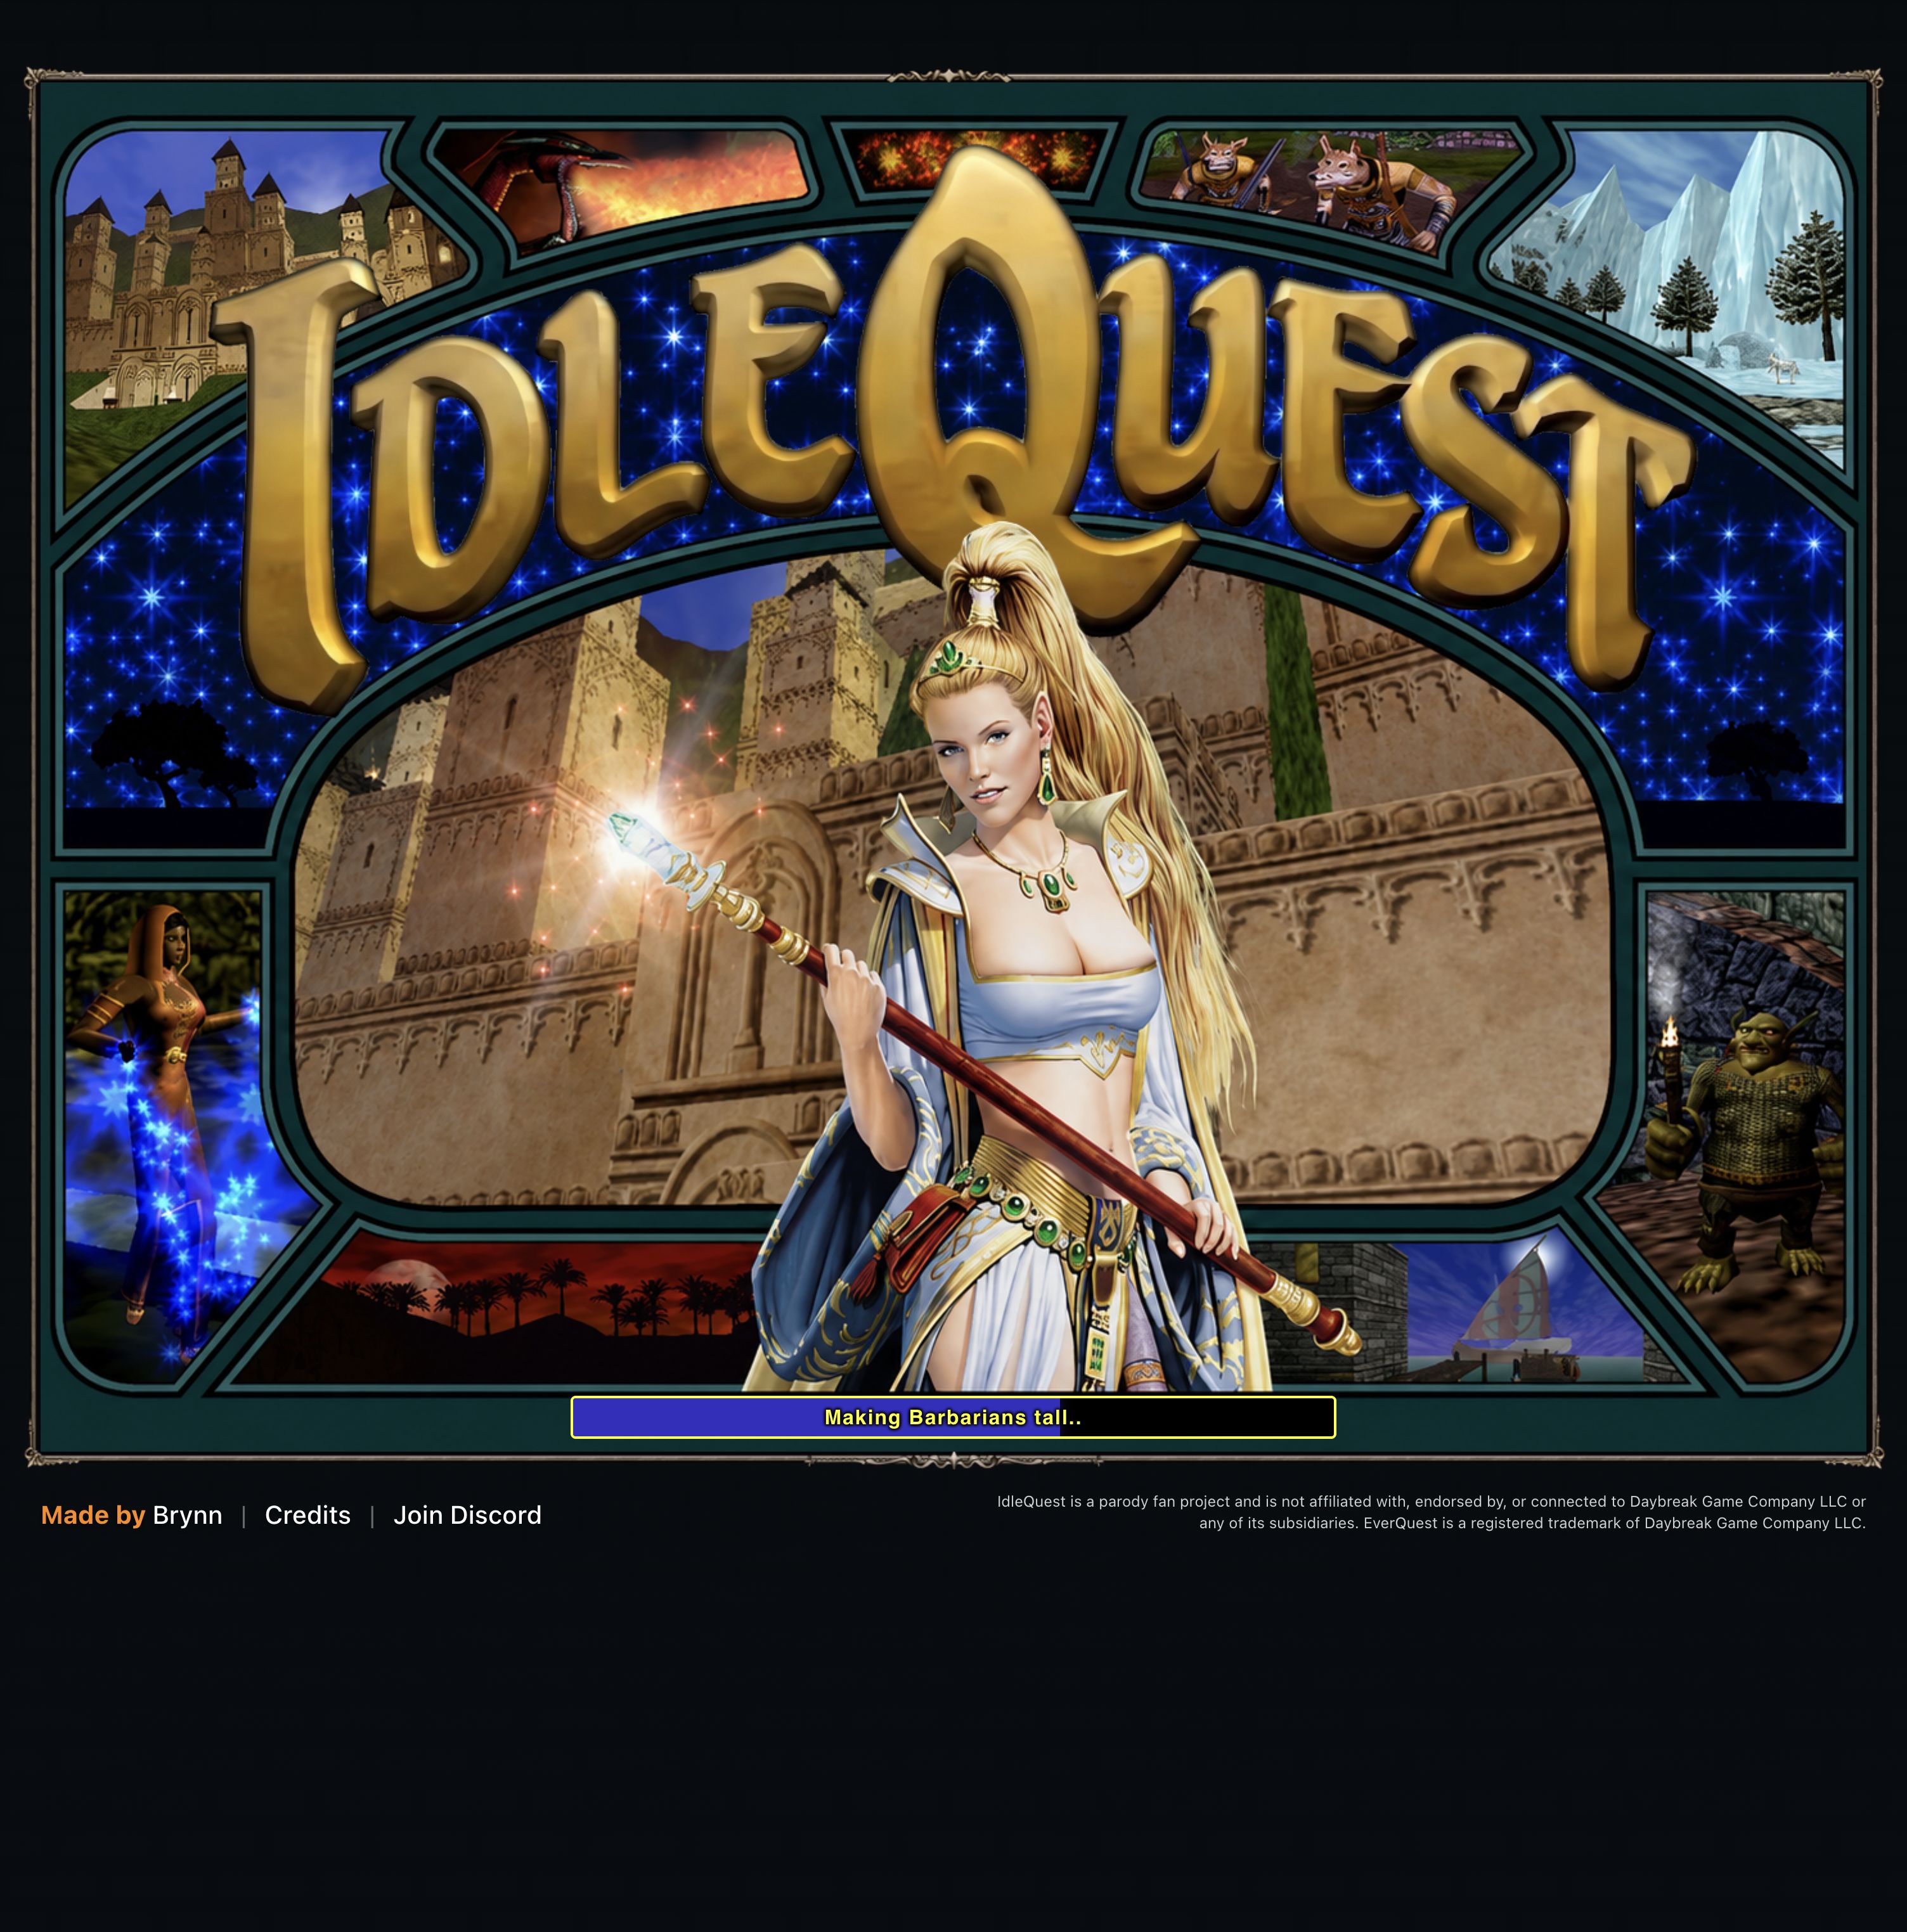 IDLEQUEST
Making Barbarians tall..
Made by Brynn | Credits | Join Discord
IdleQuest is a parody fan project and is not affiliated with, endorsed by, or connected to Daybreak Game Company LLC or
any of its subsidiaries. EverQuest is a registered trademark of Daybreak Game Company LLC.